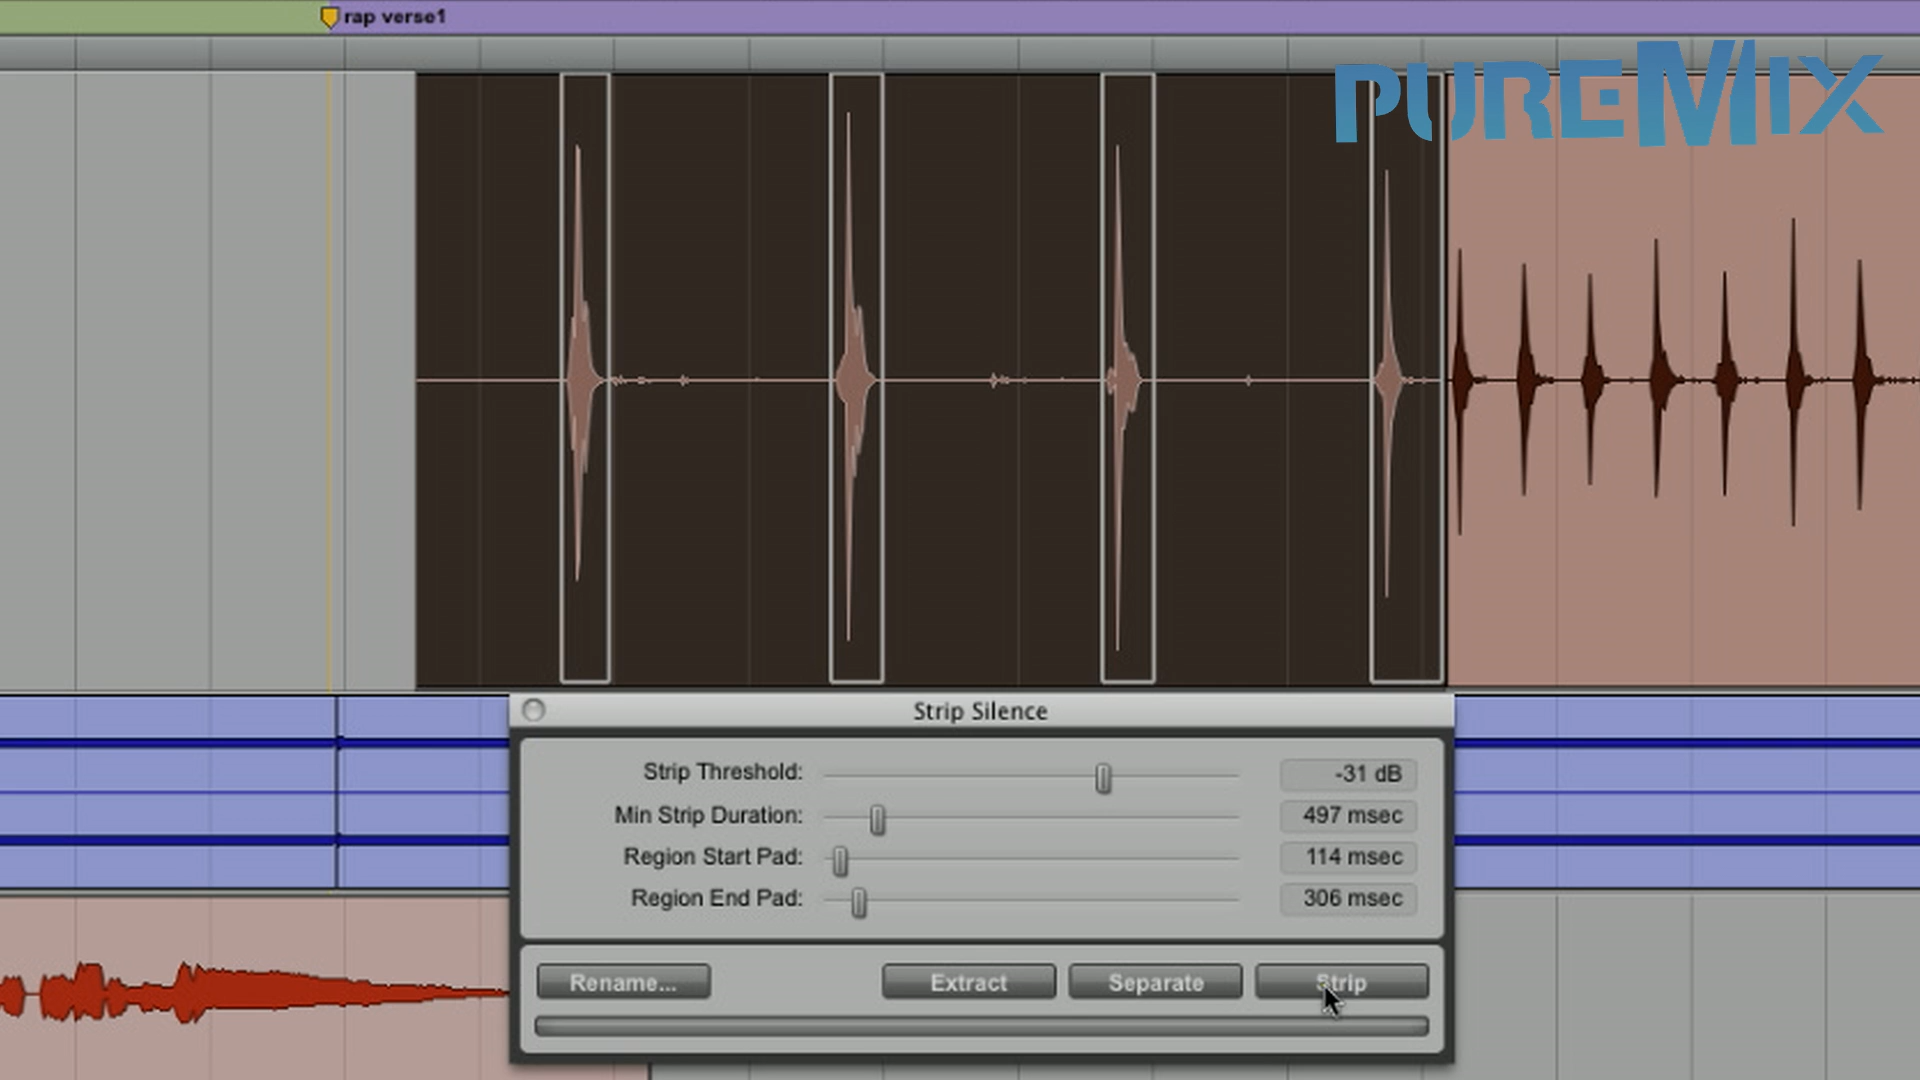 rap verse1
PUREMIX
Strip Silence
Strip Threshold: -31 dB
Min Strip Duration: 497 msec
Region Start Pad: 114 msec
Region End Pad: 306 msec
Rename... Extract Separate Strip